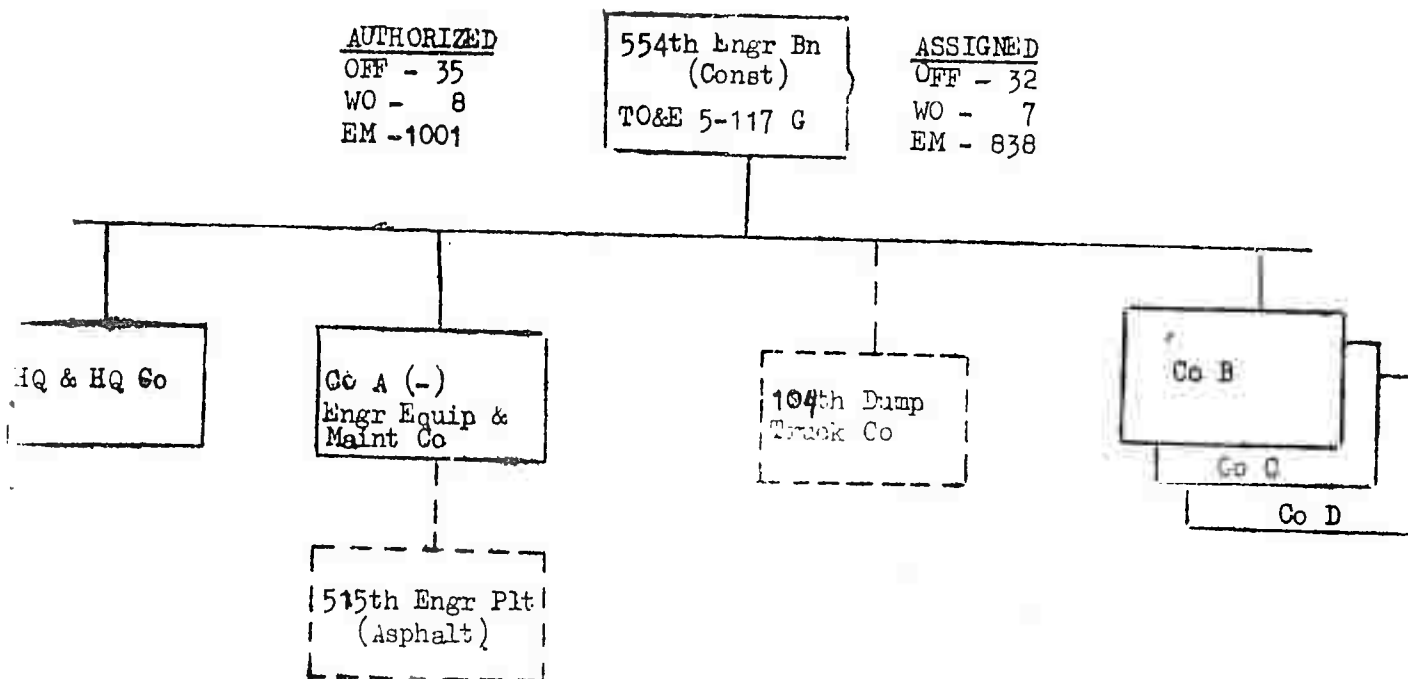 AUTHORIZED
OFF - 35
WO - 8
EM -1001
554th Engr Bn
(Const)
TO&E 5-117 G
ASSIGNED
OFF - 32
WO - 7
EM - 838
HQ & HQ Co
Co A (-)
Engr Equip &
Maint Co
104th Dump
Truck Co
Co B
Co C
Co D
515th Engr Plt
(Asphalt)